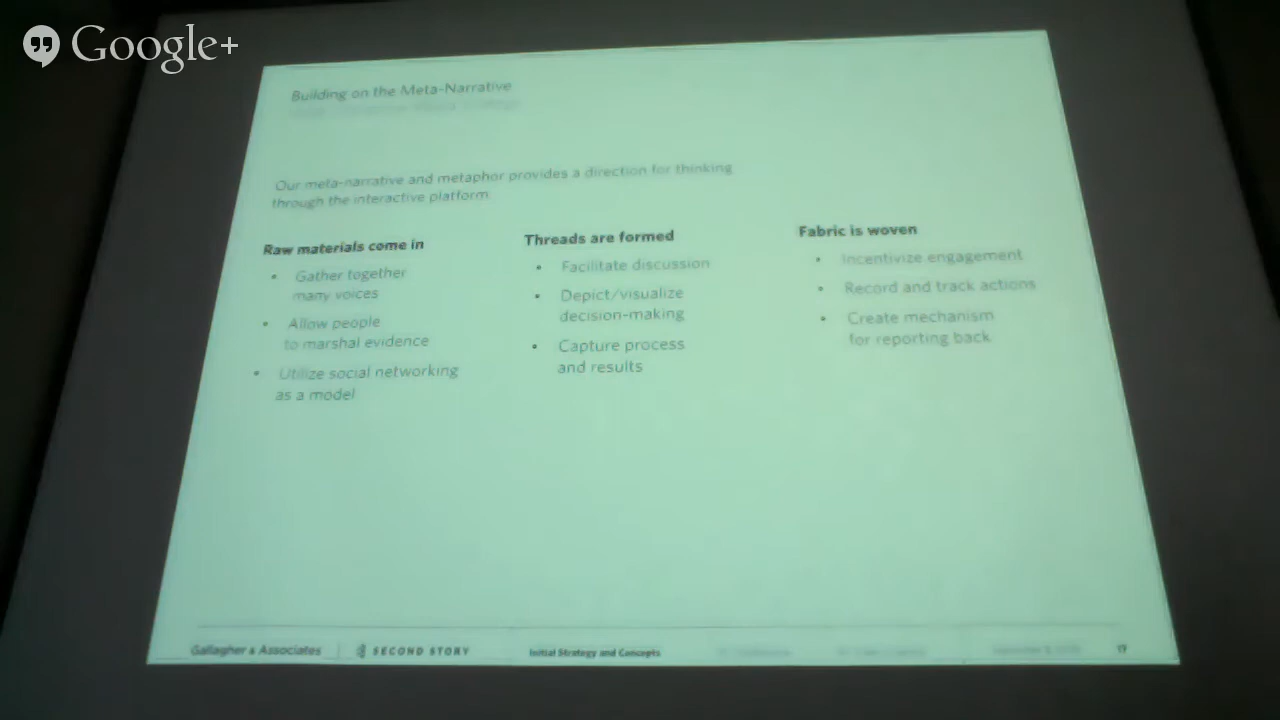 Google+
Building on the Meta-Narrative
Our meta-narrative and metaphor provides a direction for thinking
through the interactive platform.
Raw materials come in
• Gather together
many voices
• Allow people
to marshal evidence
• Utilize social networking
as a model
Threads are formed
• Facilitate discussion
• Depict/visualize
decision-making
• Capture process
and results
Fabric is woven
• Incentivize engagement
• Record and track actions
• Create mechanism
for reporting back
Gallagher & Associates
SECOND STORY
Initial Strategy and Concepts